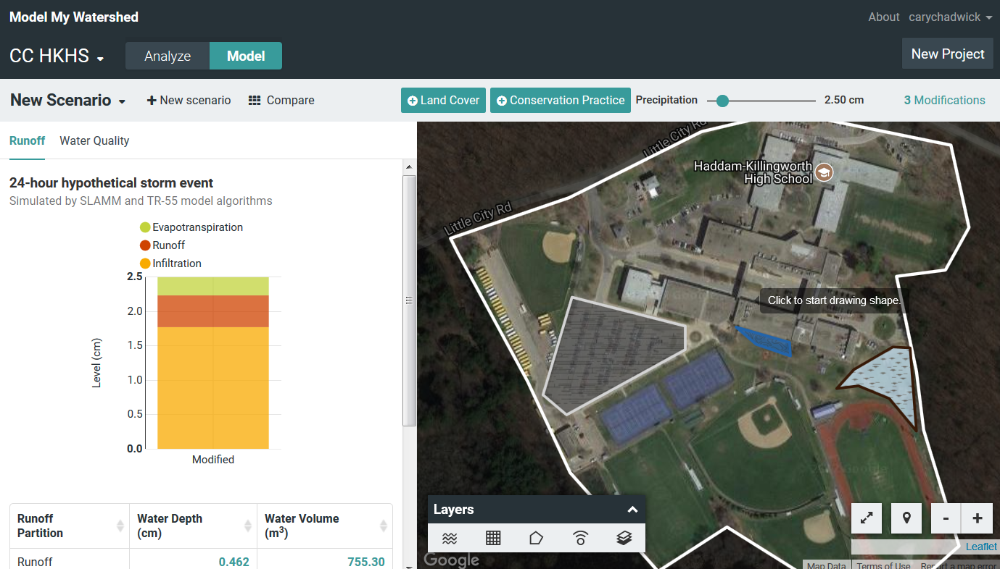 Model My Watershed
About carychadwick
CC HKHS
Analyze
Model
New Project
New Scenario
New scenario
Compare
Land Cover
Conservation Practice
Precipitation
2.50 cm
3 Modifications
Runoff
Water Quality
24-hour hypothetical storm event
Simulated by SLAMM and TR-55 model algorithms
Evapotranspiration
Runoff
Infiltration
2.5
2.0
1.5
1.0
0.5
0.0
Level (cm)
Modified
Runoff
Partition
Water Depth
(cm)
Water Volume
(m³)
Runoff
0.462
755.30
Little City Rd
Little City Rd
Haddam-Killingworth
High School
Click to start drawing shape.
Layers
Google
-
+
Leaflet
Map Data
Terms of Use
Report a map error